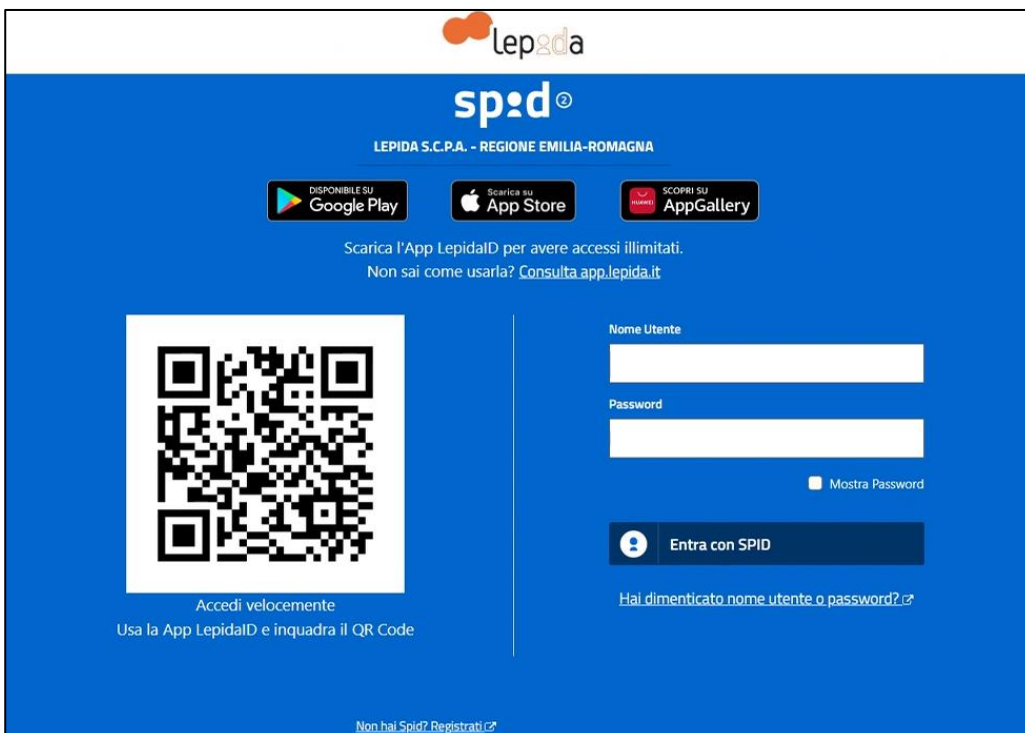 lepida
spid 2
LEPIDA S.C.P.A. - REGIONE EMILIA-ROMAGNA
DISPONIBILE SU
Google Play
Scarica su
App Store
HUAWEI
SCOPRI SU
AppGallery
Scarica l'App LepidaID per avere accessi illimitati.
Non sai come usarla? Consulta app.lepida.it
Accedi velocemente
Usa la App LepidaID e inquadra il QR Code
Nome Utente
Password
Mostra Password
Entra con SPID
Hai dimenticato nome utente o password?
Non hai Spid? Registrati